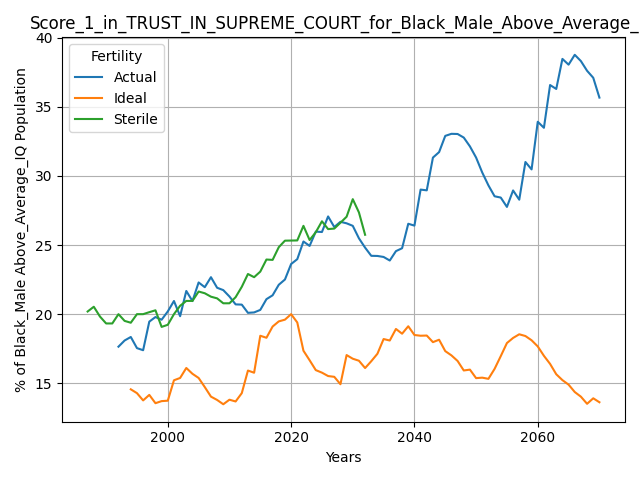 Score_1_in_TRUST_IN_SUPREME_COURT_for_Black_Male_Above_Average_
Fertility
Actual
Ideal
Sterile
% of Black_Male Above_Average_IQ Population
40
35
30
25
20
15
2000
2020
2040
2060
Years